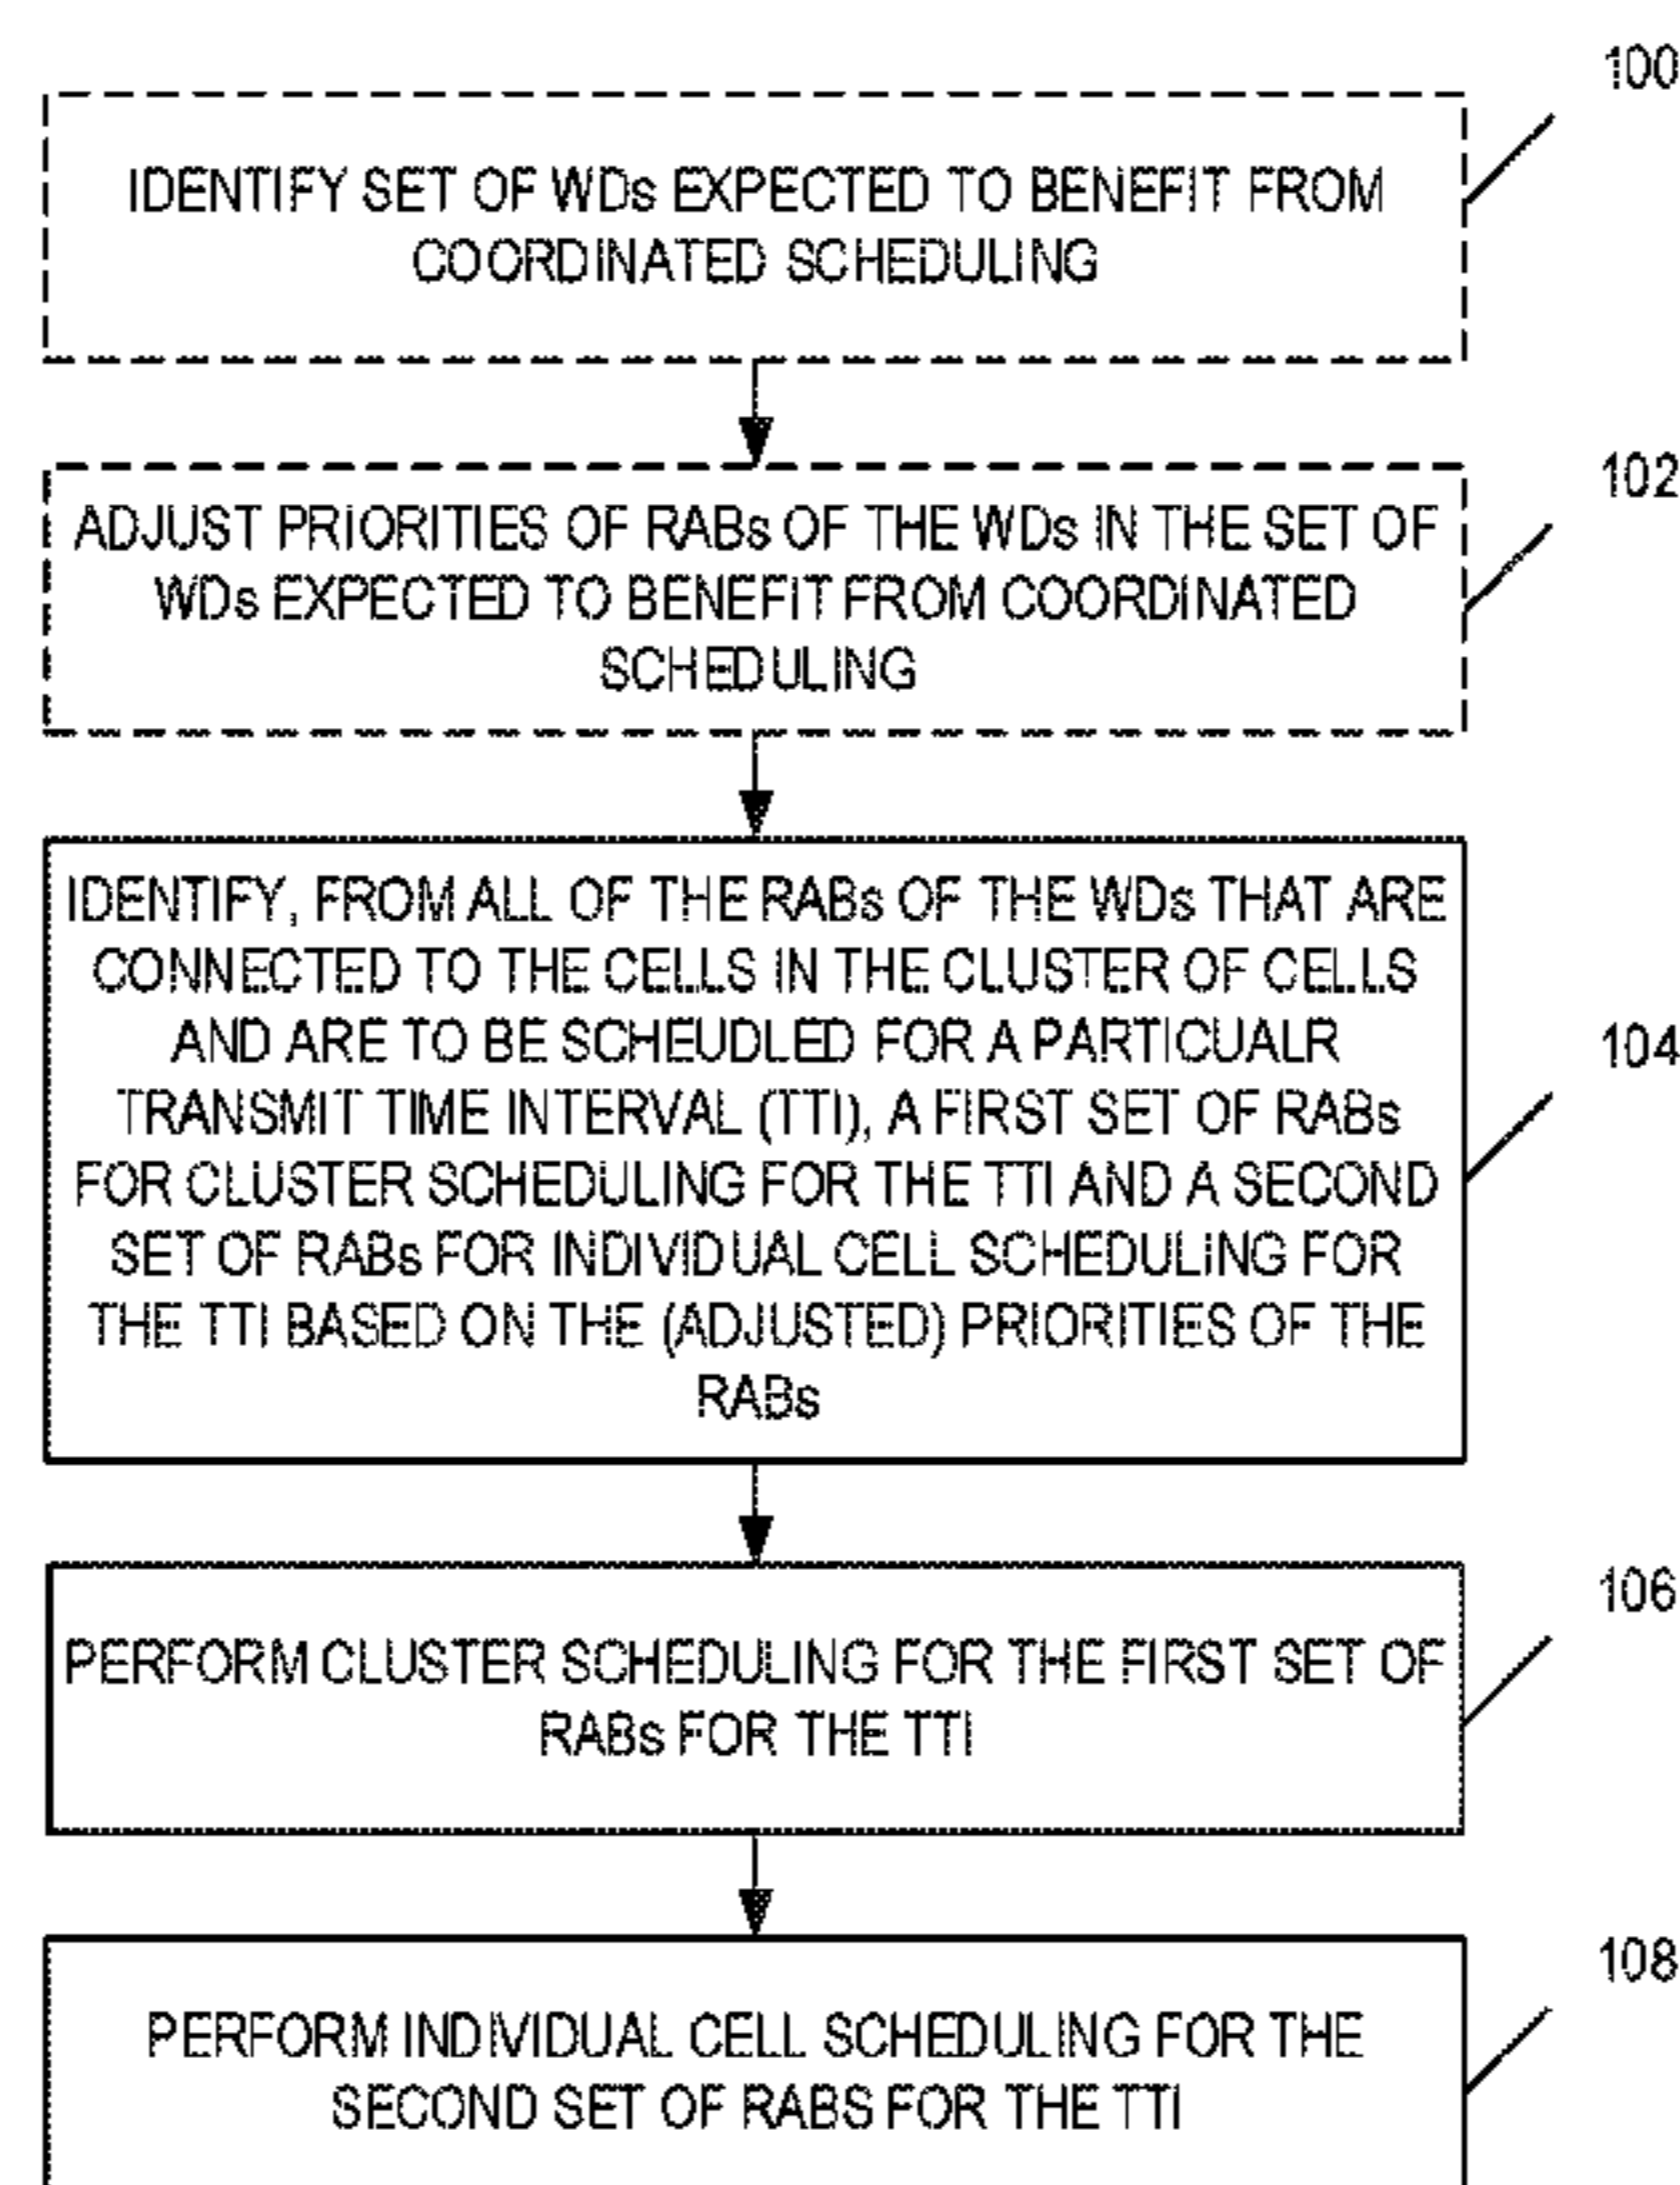 100
IDENTIFY SET OF WDs EXPECTED TO BENEFIT FROM
COORDINATED SCHEDULING
102
ADJUST PRIORITIES OF RABs OF THE WDs IN THE SET OF
WDs EXPECTED TO BENEFIT FROM COORDINATED
SCHEDULING
IDENTIFY, FROM ALL OF THE RABs OF THE WDs THAT ARE
CONNECTED TO THE CELLS IN THE CLUSTER OF CELLS
AND ARE TO BE SCHEUDLED FOR A PARTICUALR
104
TRANSMIT TIME INTERVAL (TTI), A FIRST SET OF RABs
FOR CLUSTER SCHEDULING FOR THE TTI AND A SECOND
SET OF RABs FOR INDIVIDUAL CELL SCHEDULING FOR
THE TTI BASED ON THE (ADJUSTED) PRIORITIES OF THE
RABs
106
PERFORM CLUSTER SCHEDULING FOR THE FIRST SET OF
RABs FOR THE TTI
108
PERFORM INDIVIDUAL CELL SCHEDULING FOR THE
SECOND SET OF RABS FOR THE TTI